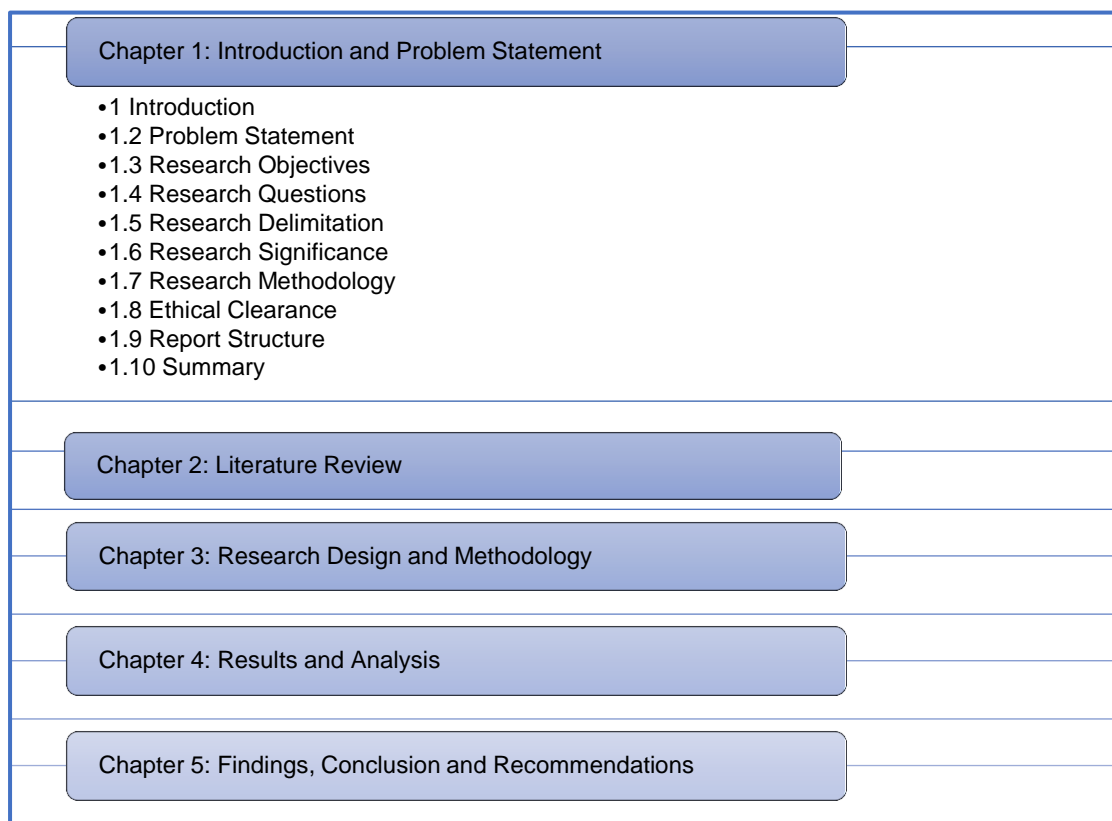 Chapter 1: Introduction and Problem Statement
•1 Introduction
•1.2 Problem Statement
•1.3 Research Objectives
•1.4 Research Questions
•1.5 Research Delimitation
•1.6 Research Significance
•1.7 Research Methodology
•1.8 Ethical Clearance
•1.9 Report Structure
•1.10 Summary
Chapter 2: Literature Review
Chapter 3: Research Design and Methodology
Chapter 4: Results and Analysis
Chapter 5: Findings, Conclusion and Recommendations